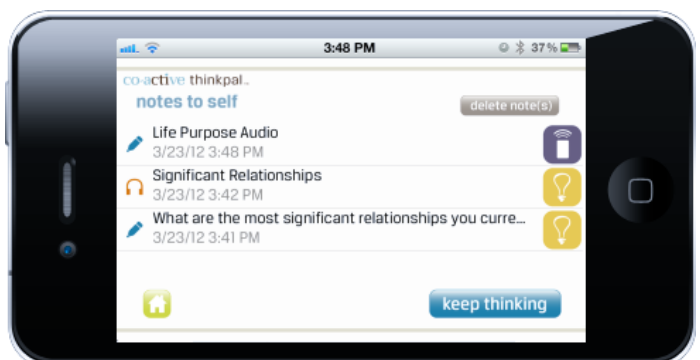 3:48 PM
37%
co-active thinkpal
notes to self
delete note(s)
Life Purpose Audio
3/23/12 3:48 PM
Significant Relationships
3/23/12 3:42 PM
What are the most significant relationships you curre...
3/23/12 3:41 PM
keep thinking